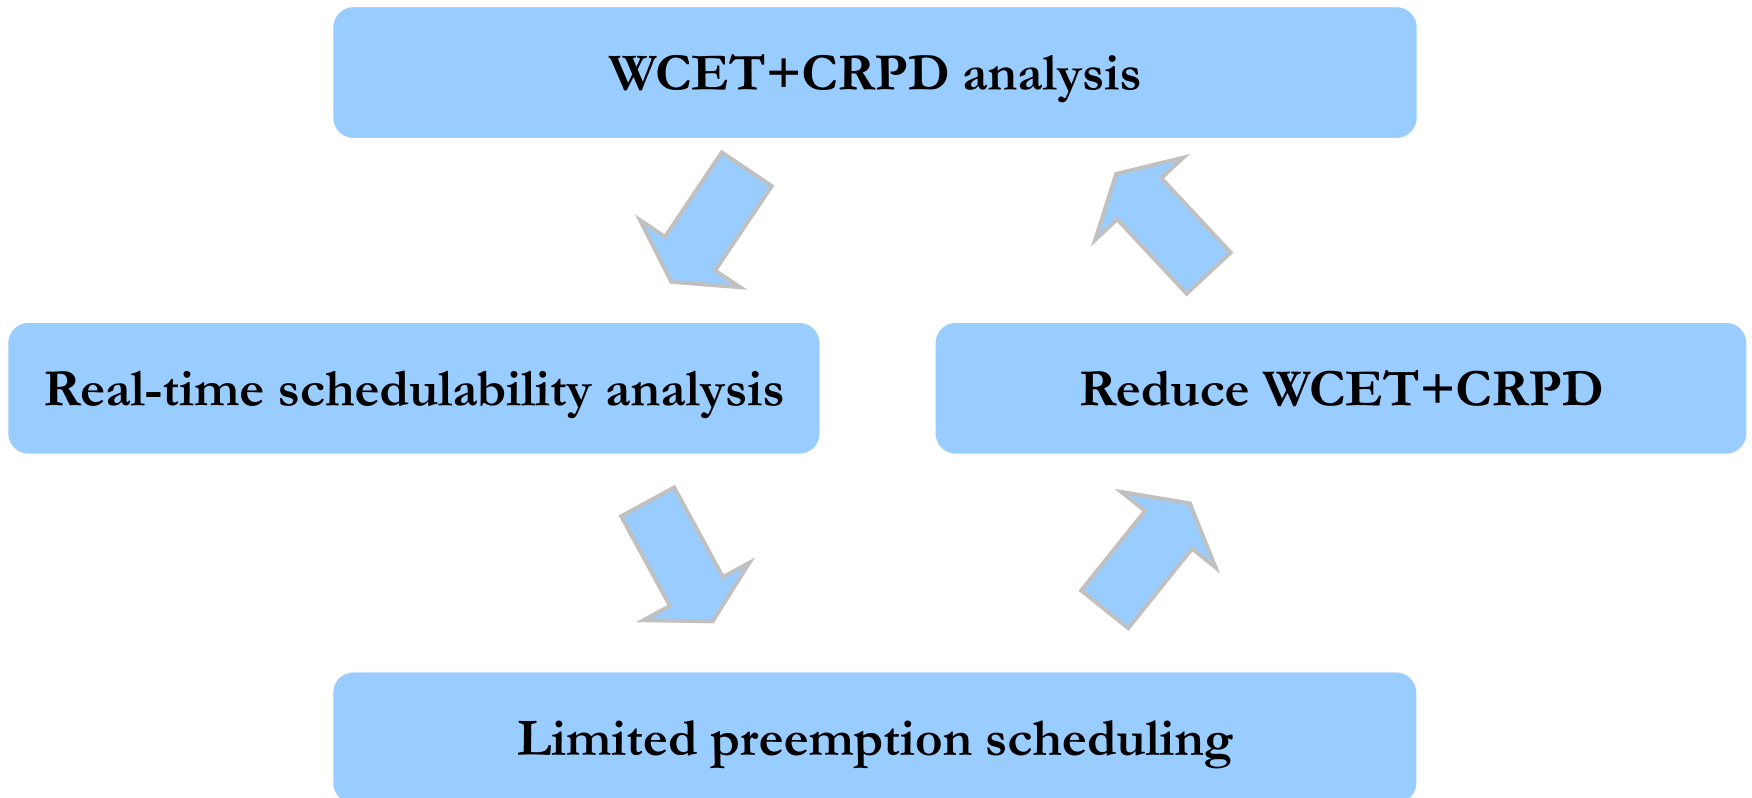 WCET+CRPD analysis
Real-time schedulability analysis
Reduce WCET+CRPD
Limited preemption scheduling